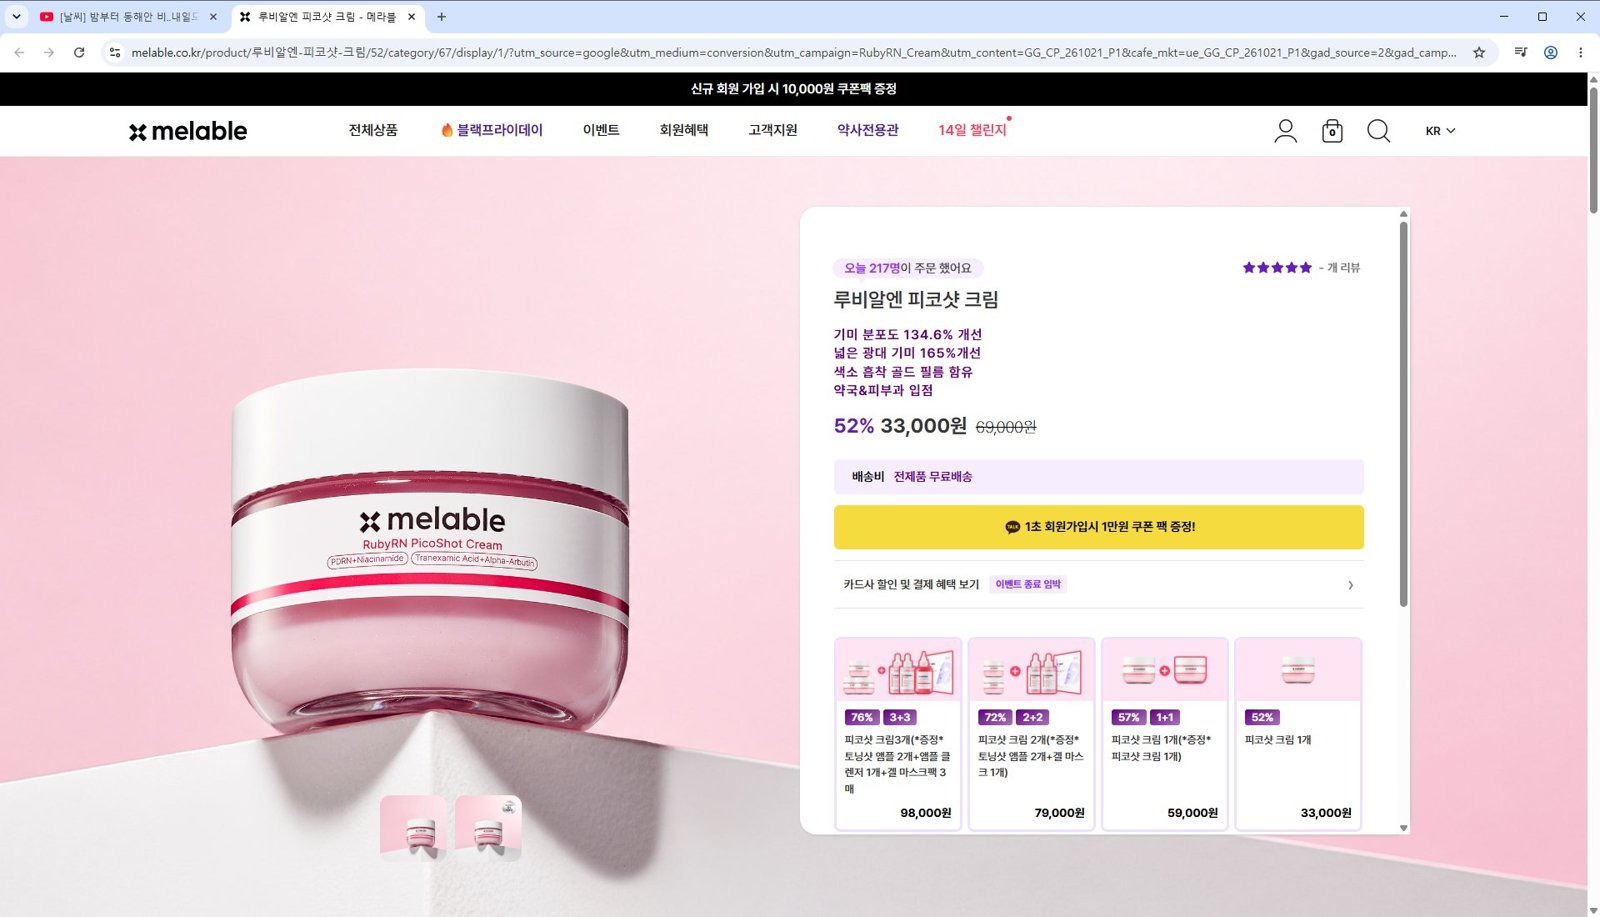 [날씨] 밤부터 동해안 비..내일도
루비알엔 피코샷 크림 - 메라블
melable.co.kr/product/루비알엔-피코샷-크림/52/category/67/display/1/?utm_source=google&utm_medium=conversion&utm_campaign=RubyRN_Cream&utm_content=GG_CP_261021_P1&cafe_mkt=ue_GG_CP_261021_P1&gad_source=2&gad_camp...
신규 회원 가입 시 10,000원 쿠폰팩 증정
melable
전체상품
블랙프라이데이
이벤트
회원혜택
고객지원
약사전용관
14일 챌린지
0
KR
오늘 217명이 주문 했어요
- 개 리뷰
루비알엔 피코샷 크림
기미 분포도 134.6% 개선
넓은 광대 기미 165%개선
색소 흡착 골드 필름 함유
약국&피부과 입점
52% 33,000원 69,000원
배송비 전제품 무료배송
TALK 1초 회원가입시 1만원 쿠폰 팩 증정!
카드사 할인 및 결제 혜택 보기 이벤트 종료 임박
76% 3+3
피코샷 크림3개(*증정*
토닝샷 앰플 2개+앰플 클
렌저 1개+겔 마스크팩 3
매
98,000원
72% 2+2
피코샷 크림 2개(*증정*
토닝샷 앰플 2개+겔 마스
크 1개)
79,000원
57% 1+1
피코샷 크림 1개(*증정*
피코샷 크림 1개)
59,000원
52%
피코샷 크림 1개
33,000원
melable
RubyRN PicoShot Cream
PDRN+Niacinamide Tranexamic Acid+Alpha-Arbutin